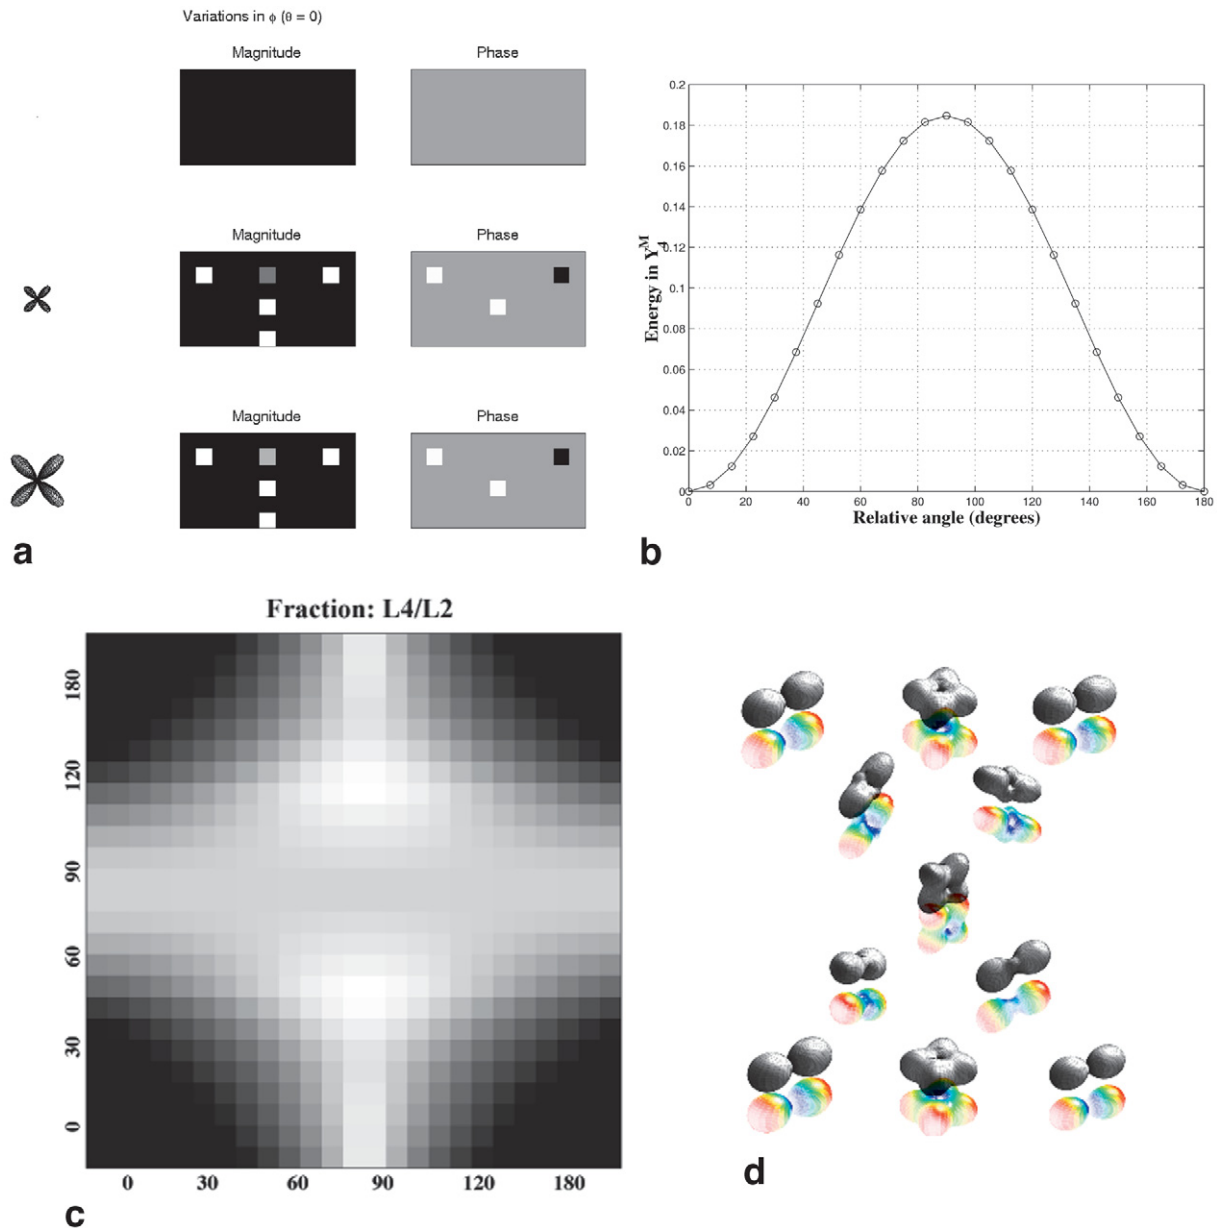 Variations in ϕ (θ = 0)
Magnitude Phase
Magnitude Phase
Magnitude Phase
a
0.2
0.18
0.16
0.14
0.12
0.1
0.08
0.06
0.04
0.02
0
Energy in Y₄ᴹ
0 20 40 60 80 100 120 140 160 180
Relative angle (degrees)
b
Fraction: L4/L2
180
120
90
60
30
0
0 30 60 90 120 180
c
d